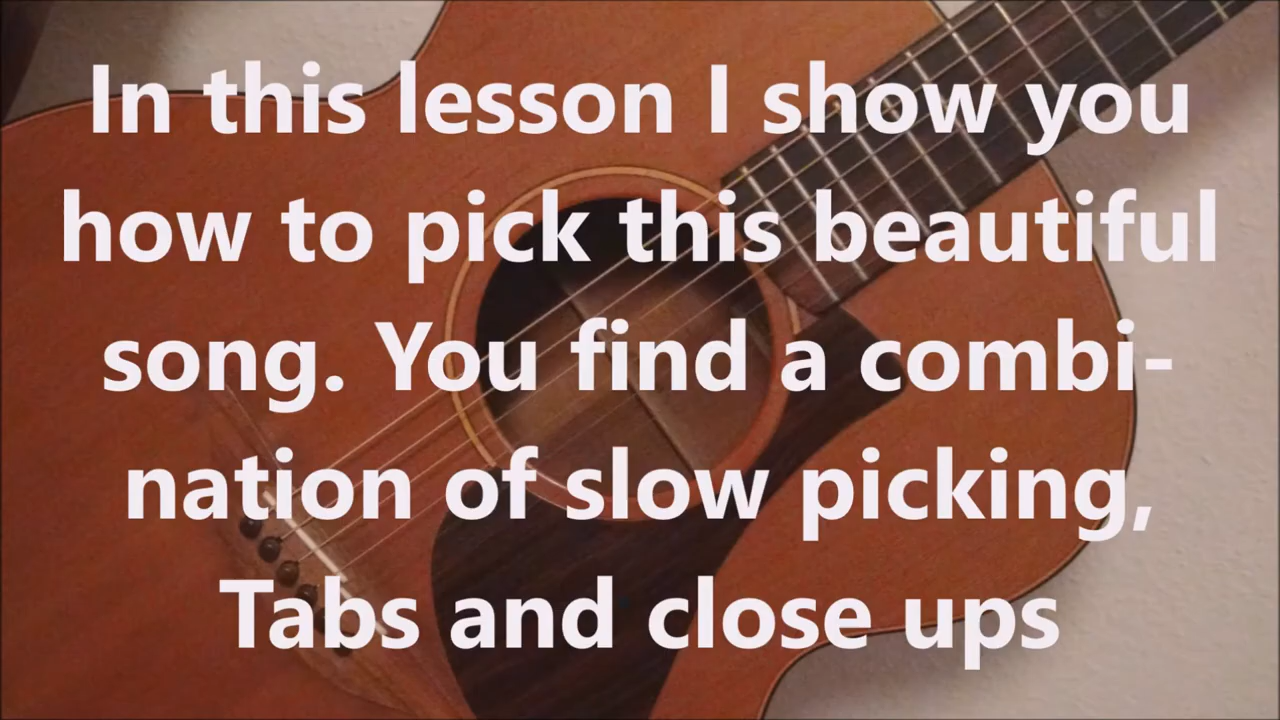 In this lesson I show you
how to pick this beautiful
song. You find a combi-
nation of slow picking,
Tabs and close ups